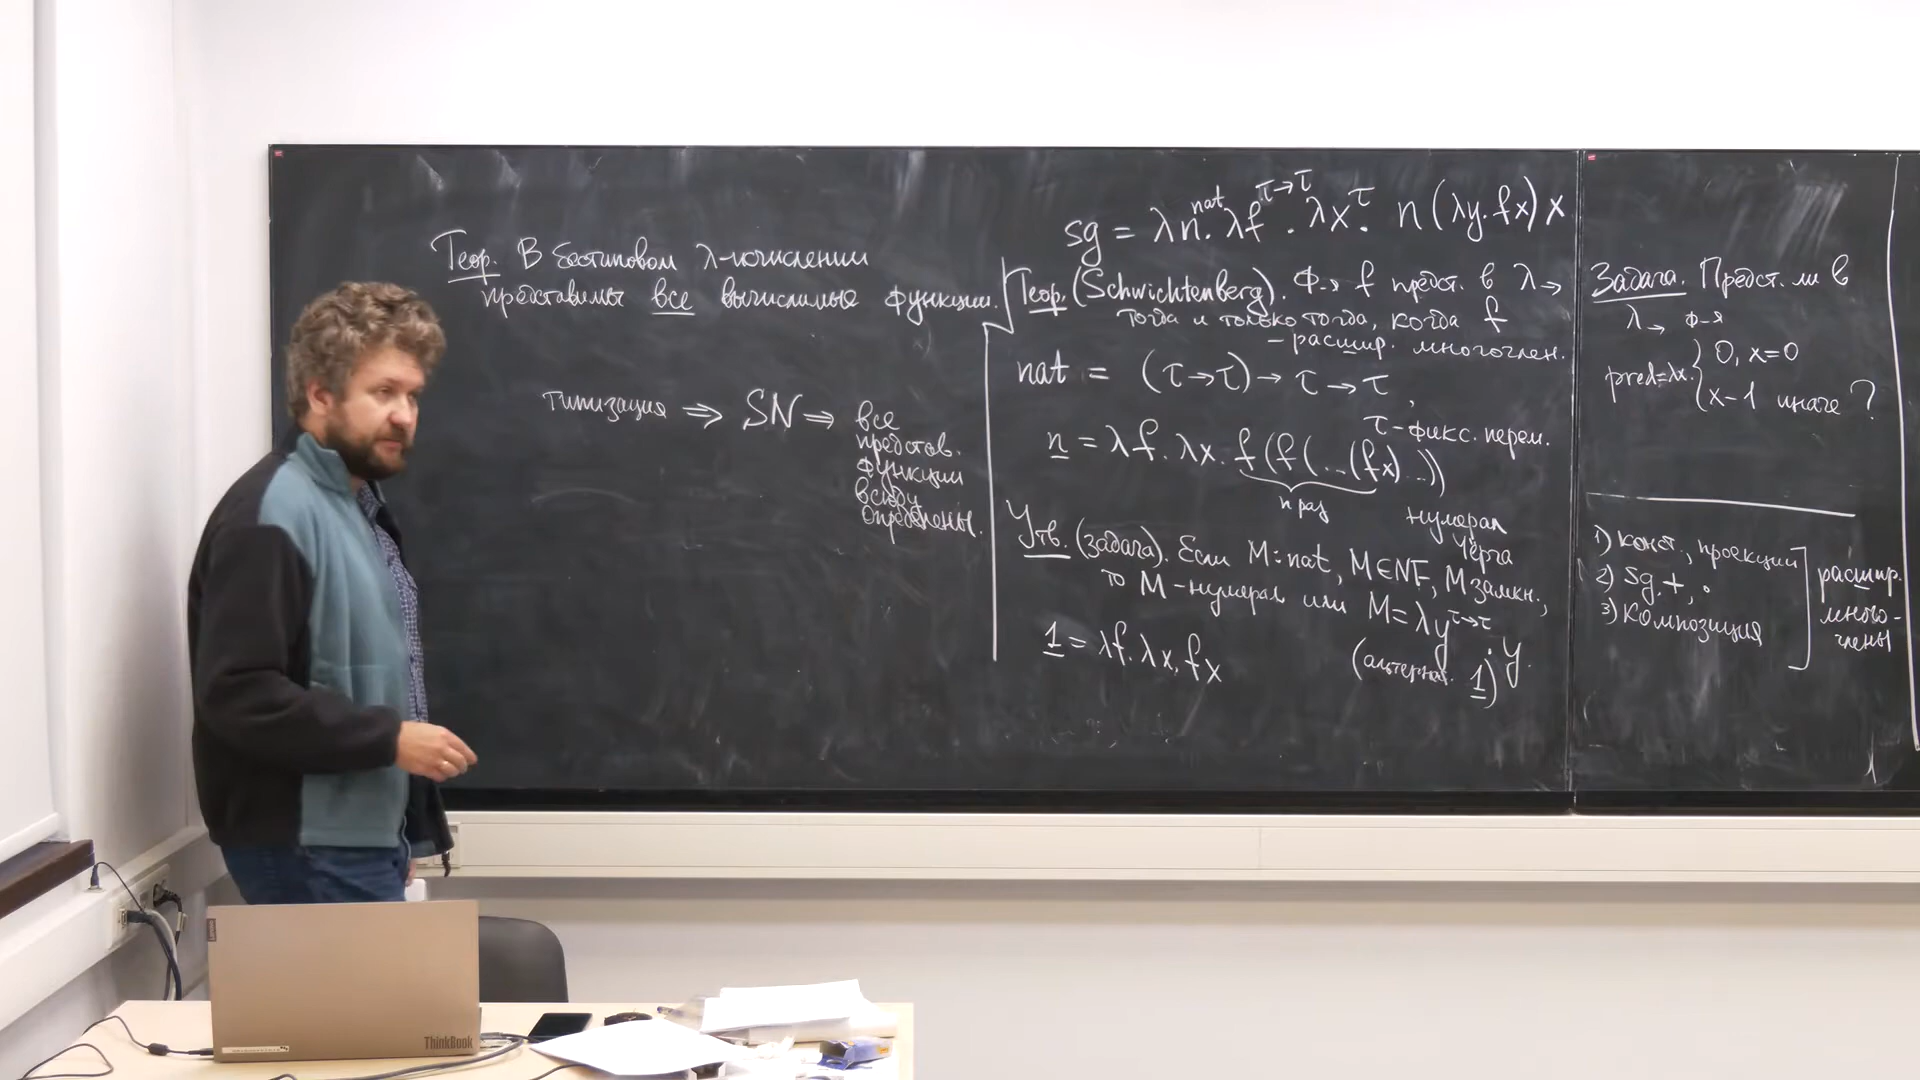 Теор. В бестиповом λ-исчислении
представимы все вычислимые функции.
типизация ⇒ SN ⇒ все
представ.
функции
всюду
определены.
sg = λn^nat. λf^τ→τ. λx^τ. n(λy.fx)x
Теор. (Schwichtenberg). Ф-я f предст. в λ→
тогда и только тогда, когда f
– расшир. многочлен.
nat = (τ→τ)→τ→τ,
τ-фикс. перем.
n = λf. λx. f(f(...(fx)...))
n раз
нумерал
Чёрча
Утв. (задача). Если M:nat, M∈NF, M замкн.,
то M – нумерал или M = λy^τ→τ. y.
1 = λf. λx. fx
(альтернат. 1)
Задача. Предст. ли в
λ→ ф-я
pred=λx. { 0, x=0
x–1 иначе ?
1) конст., проекции
2) Sg, +, ·
3) Композиция
расшир.
много-
члены
ThinkBook
Lenovo